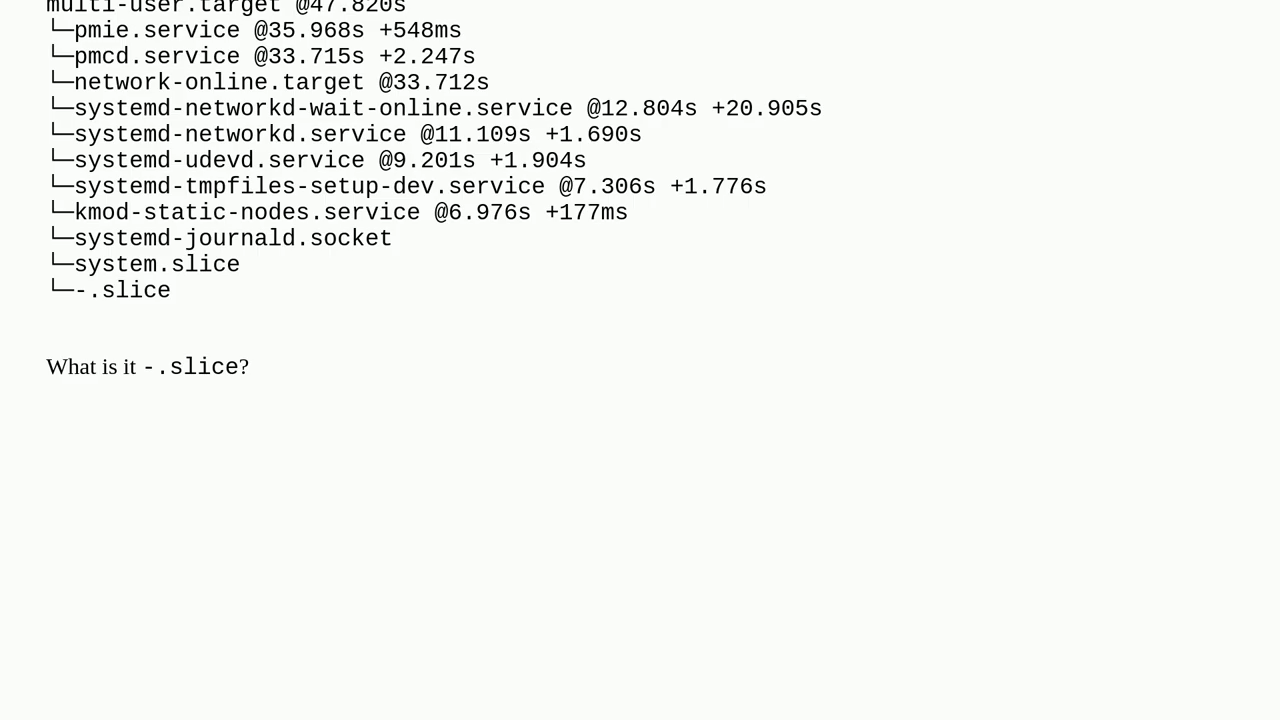 multi-user.target @47.820s
└─pmie.service @35.968s +548ms
└─pmcd.service @33.715s +2.247s
└─network-online.target @33.712s
└─systemd-networkd-wait-online.service @12.804s +20.905s
└─systemd-networkd.service @11.109s +1.690s
└─systemd-udevd.service @9.201s +1.904s
└─systemd-tmpfiles-setup-dev.service @7.306s +1.776s
└─kmod-static-nodes.service @6.976s +177ms
└─systemd-journald.socket
└─system.slice
└─-.slice
What is it -.slice?